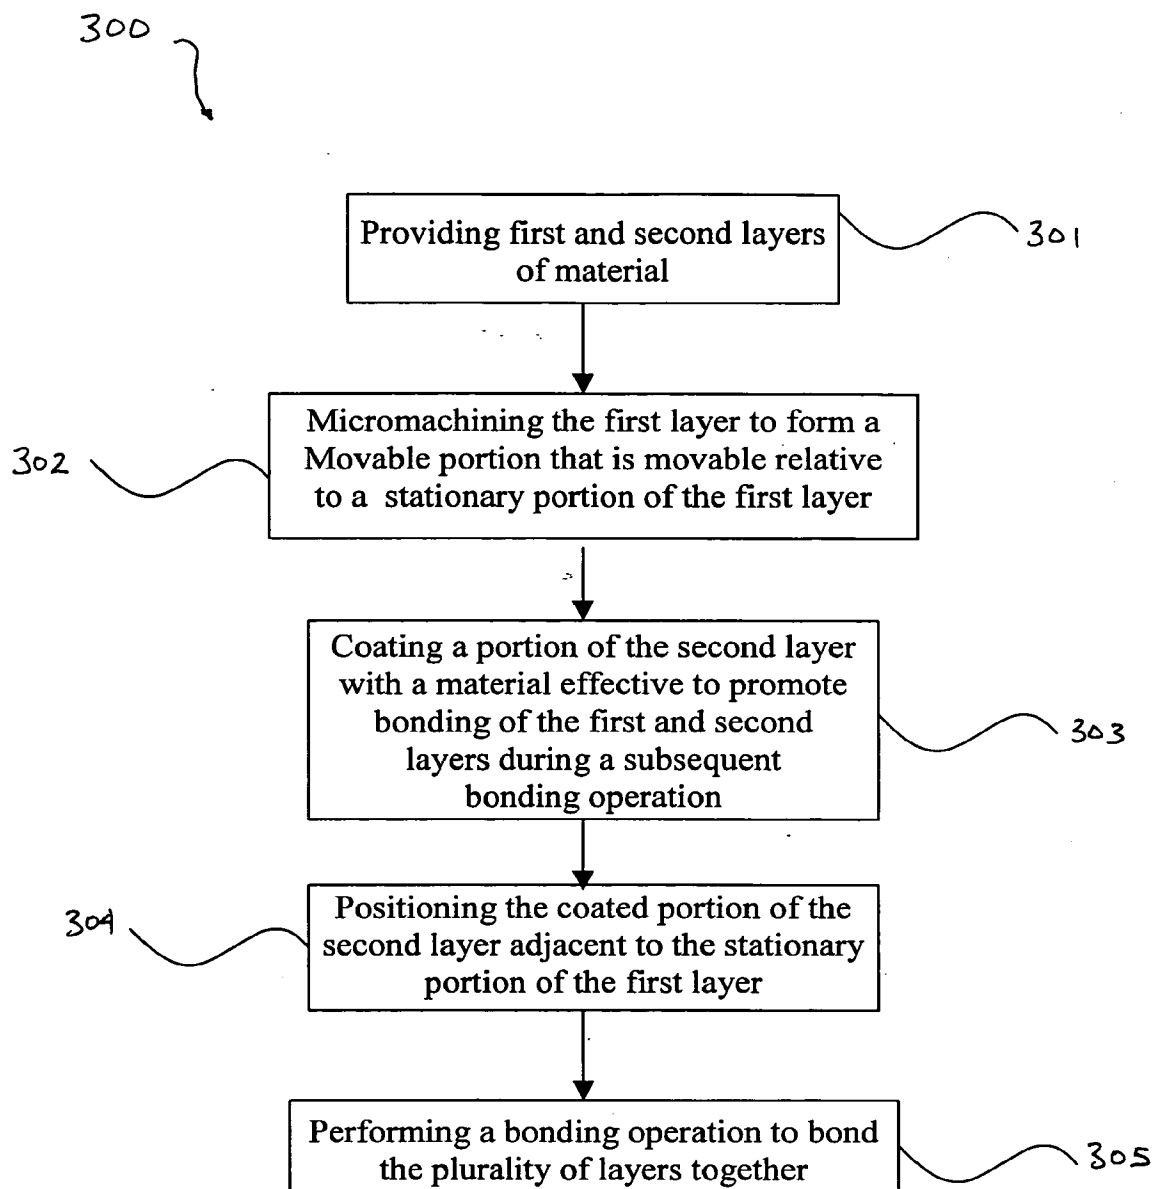 300
Providing first and second layers
of material
301
Micromachining the first layer to form a
Movable portion that is movable relative
to a stationary portion of the first layer
302
Coating a portion of the second layer
with a material effective to promote
bonding of the first and second
layers during a subsequent
bonding operation
303
Positioning the coated portion of the
second layer adjacent to the stationary
portion of the first layer
304
Performing a bonding operation to bond
the plurality of layers together
305